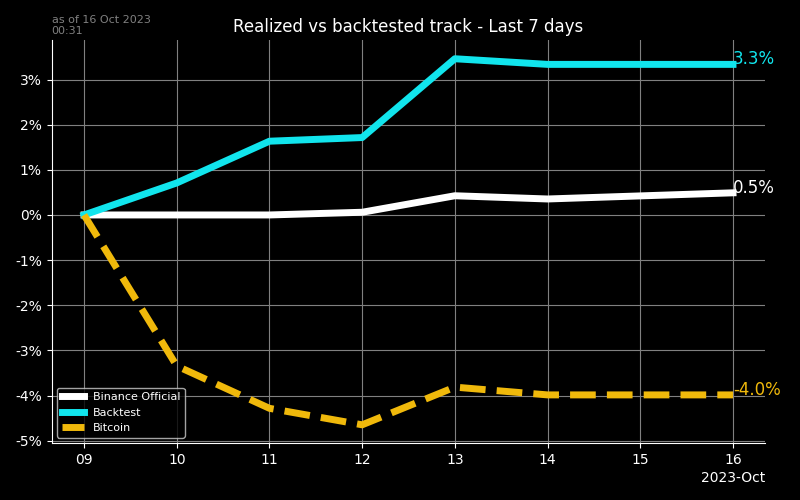 as of 16 Oct 2023
00:31
Realized vs backtested track - Last 7 days
3%
2%
1%
0%
-1%
-2%
-3%
-4%
-5%
3.3%
0.5%
-4.0%
Binance Official
Backtest
Bitcoin
09 10 11 12 13 14 15 16
2023-Oct